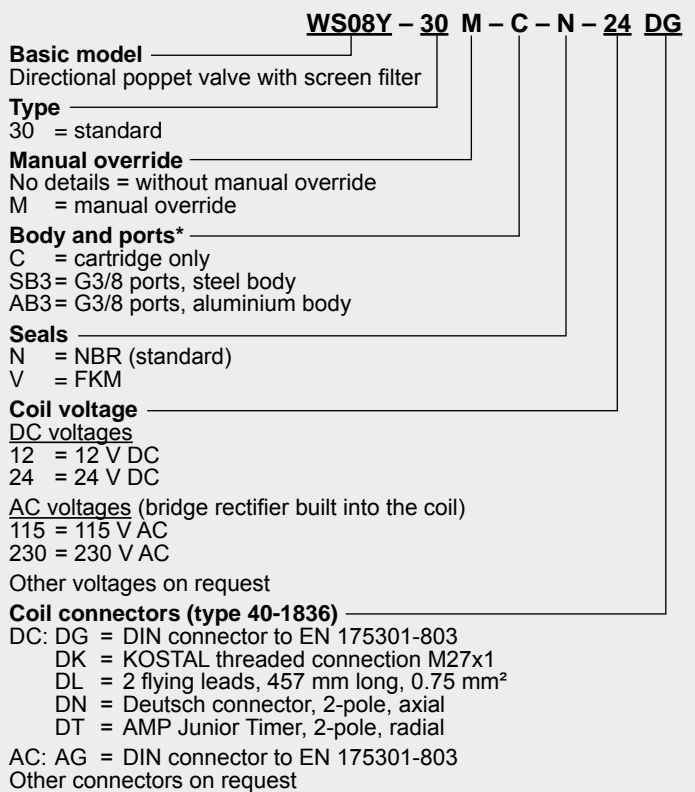 WS08Y – 30 M – C – N – 24 DG
Basic model
Directional poppet valve with screen filter
Type
30 = standard
Manual override
No details = without manual override
M = manual override
Body and ports*
C = cartridge only
SB3 = G3/8 ports, steel body
AB3 = G3/8 ports, aluminium body
Seals
N = NBR (standard)
V = FKM
Coil voltage
DC voltages
12 = 12 V DC
24 = 24 V DC
AC voltages (bridge rectifier built into the coil)
115 = 115 V AC
230 = 230 V AC
Other voltages on request
Coil connectors (type 40-1836)
DC: DG = DIN connector to EN 175301-803
DK = KOSTAL threaded connection M27x1
DL = 2 flying leads, 457 mm long, 0.75 mm²
DN = Deutsch connector, 2-pole, axial
DT = AMP Junior Timer, 2-pole, radial
AC: AG = DIN connector to EN 175301-803
Other connectors on request